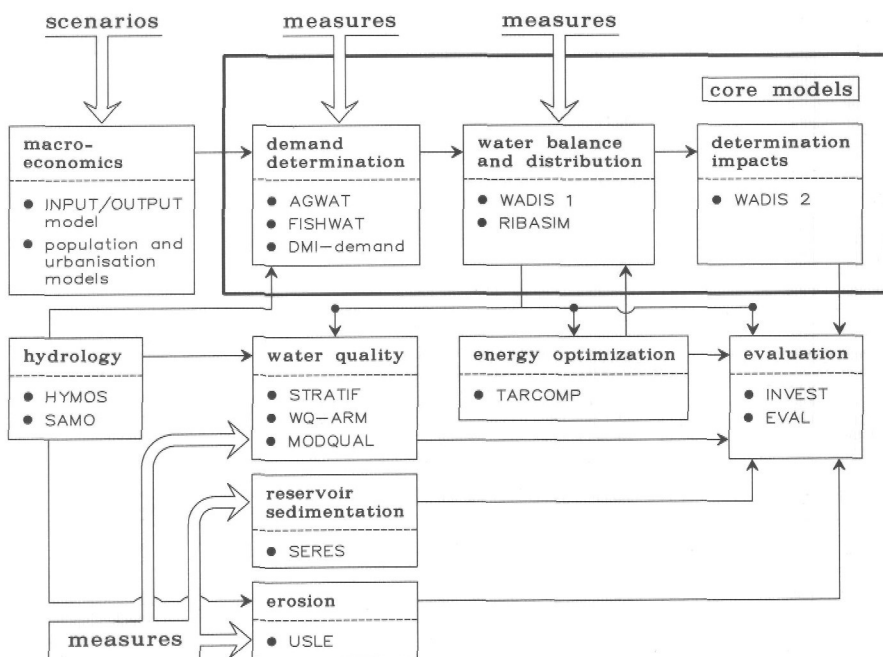 scenarios
measures
measures
core models
macro-
economics
● INPUT/OUTPUT
model
● population and
urbanisation
models
demand
determination
● AGWAT
● FISHWAT
● DMI-demand
water balance
and distribution
● WADIS 1
● RIBASIM
determination
impacts
● WADIS 2
hydrology
● HYMOS
● SAMO
water quality
● STRATIF
● WQ-ARM
● MODQUAL
energy optimization
● TARCOMP
evaluation
● INVEST
● EVAL
reservoir
sedimentation
● SERES
erosion
● USLE
measures